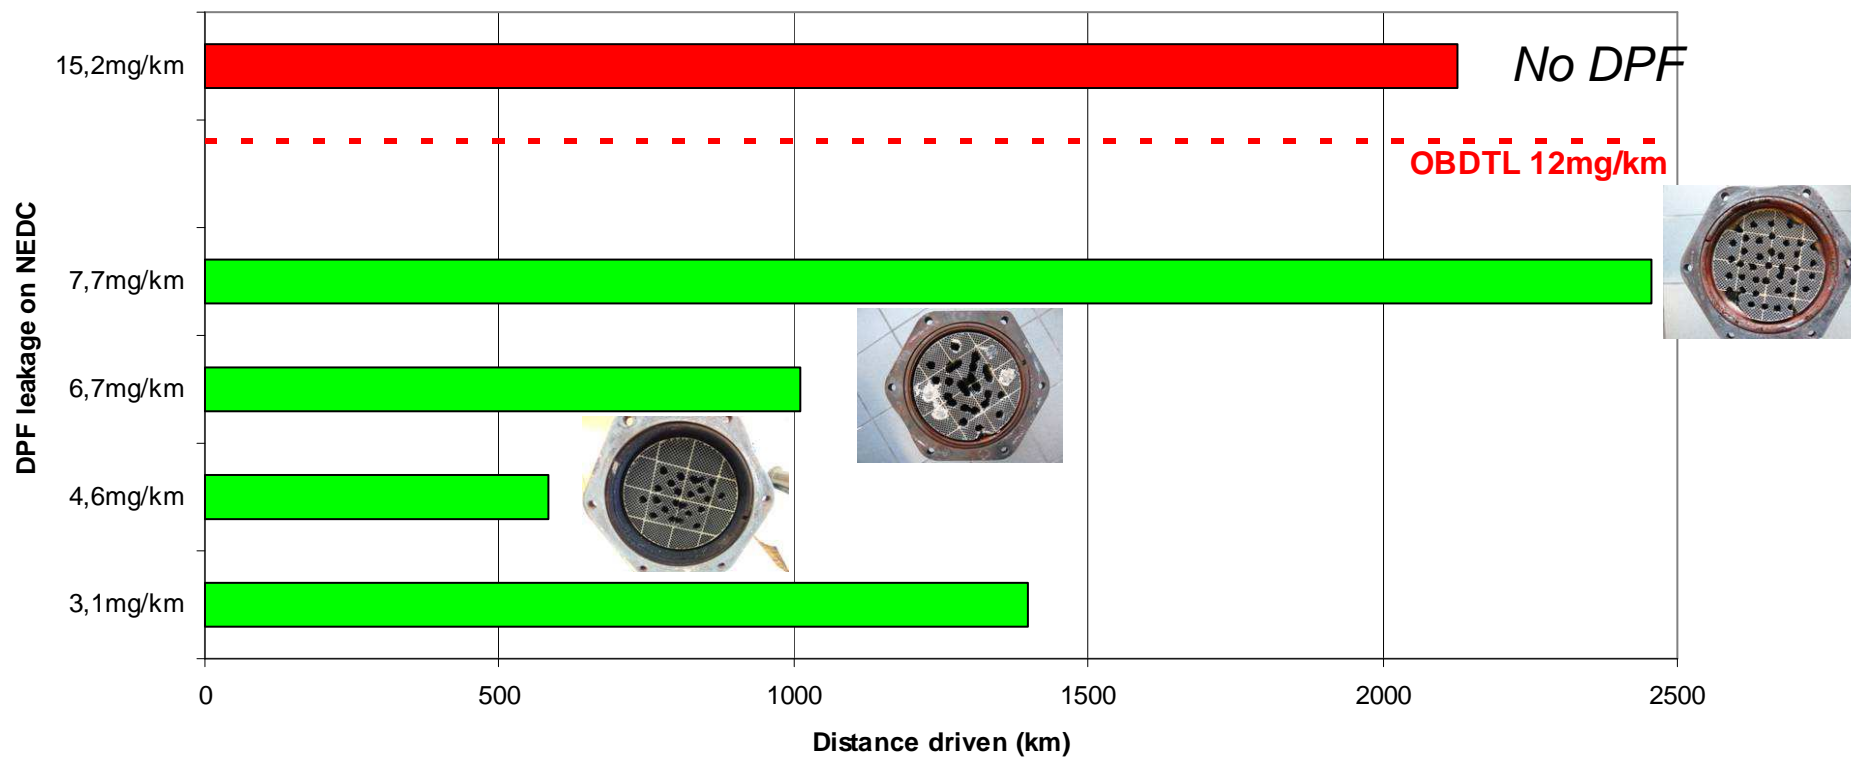 15,2mg/km
No DPF
OBDTL 12mg/km
7,7mg/km
6,7mg/km
4,6mg/km
3,1mg/km
DPF leakage on NEDC
0
500
1000
1500
2000
2500
Distance driven (km)